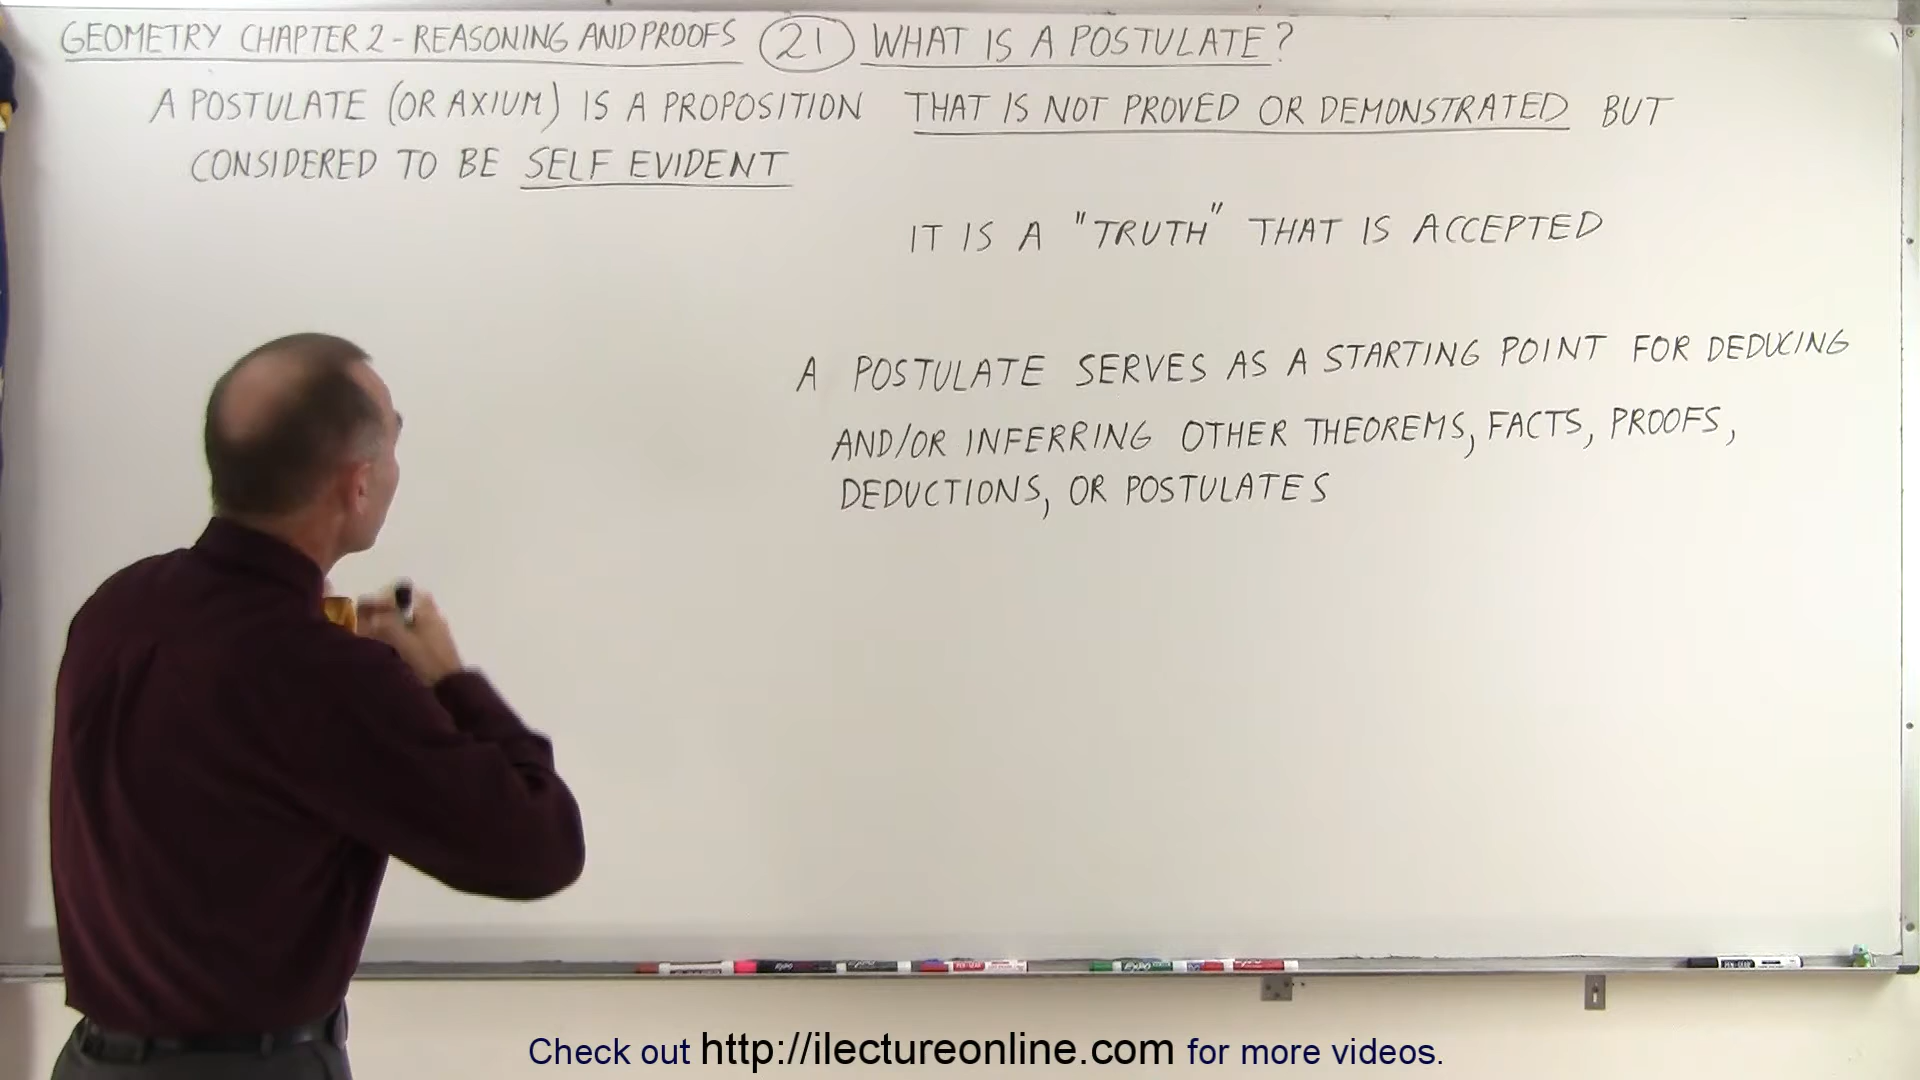 GEOMETRY CHAPTER 2 - REASONING AND PROOFS 21 WHAT IS A POSTULATE?
A POSTULATE (OR AXIUM) IS A PROPOSITION THAT IS NOT PROVED OR DEMONSTRATED BUT
CONSIDERED TO BE SELF EVIDENT
IT IS A "TRUTH" THAT IS ACCEPTED
A POSTULATE SERVES AS A STARTING POINT FOR DEDUCING
AND/OR INFERRING OTHER THEOREMS, FACTS, PROOFS,
DEDUCTIONS, OR POSTULATES
Check out http://ilectureonline.com for more videos.